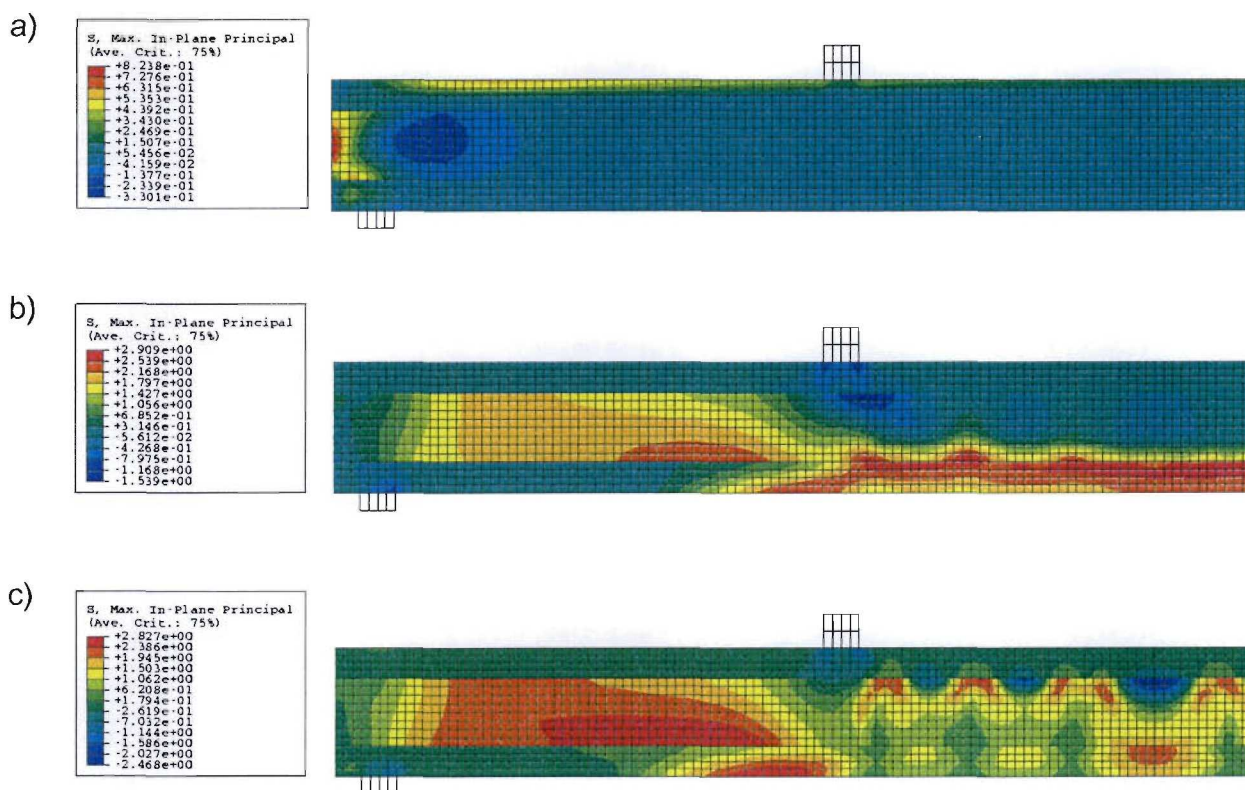 a)
S, Max. In-Plane Principal
(Ave. Crit.: 75%)
+8.238e-01
+7.276e-01
+6.315e-01
+5.353e-01
+4.392e-01
+3.430e-01
+2.469e-01
+1.507e-01
+5.456e-02
-4.159e-02
-1.377e-01
-2.339e-01
-3.301e-01
b)
S, Max. In-Plane Principal
(Ave. Crit.: 75%)
+2.909e+00
+2.539e+00
+2.168e+00
+1.797e+00
+1.427e+00
+1.056e+00
+6.852e-01
+3.146e-01
-5.612e-02
-4.268e-01
-7.975e-01
-1.168e+00
-1.539e+00
c)
S, Max. In-Plane Principal
(Ave. Crit.: 75%)
+2.827e+00
+2.386e+00
+1.945e+00
+1.503e+00
+1.062e+00
+6.208e-01
+1.794e-01
-2.619e-01
-7.032e-01
-1.144e+00
-1.586e+00
-2.027e+00
-2.468e+00